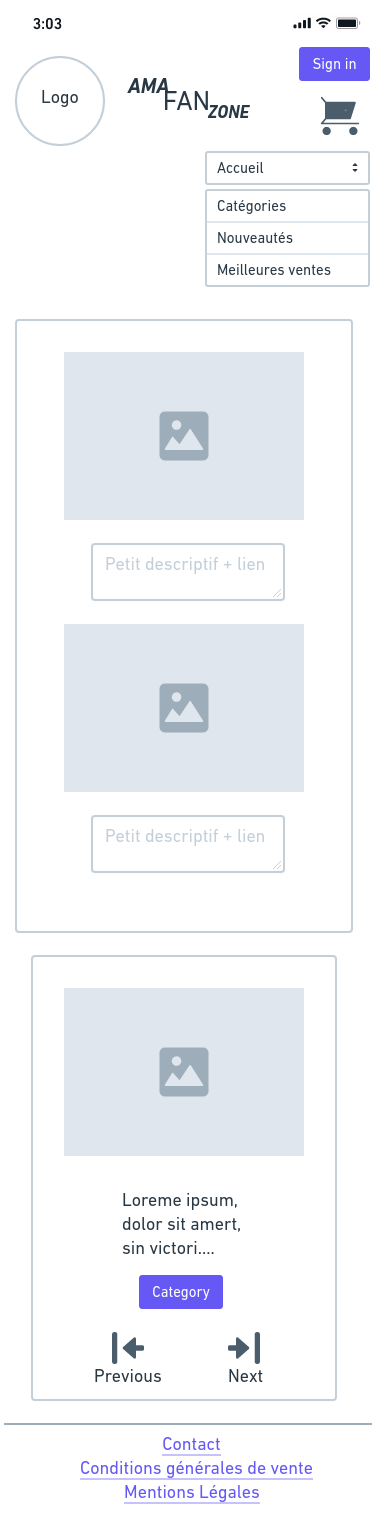 3:03
Sign in
Logo
AMA
FAN
ZONE
Accueil
Catégories
Nouveautés
Meilleures ventes
Petit descriptif + lien
Petit descriptif + lien
Loreme ipsum,
dolor sit amert,
sin victori....
Category
Previous Next
Contact
Conditions générales de vente
Mentions Légales